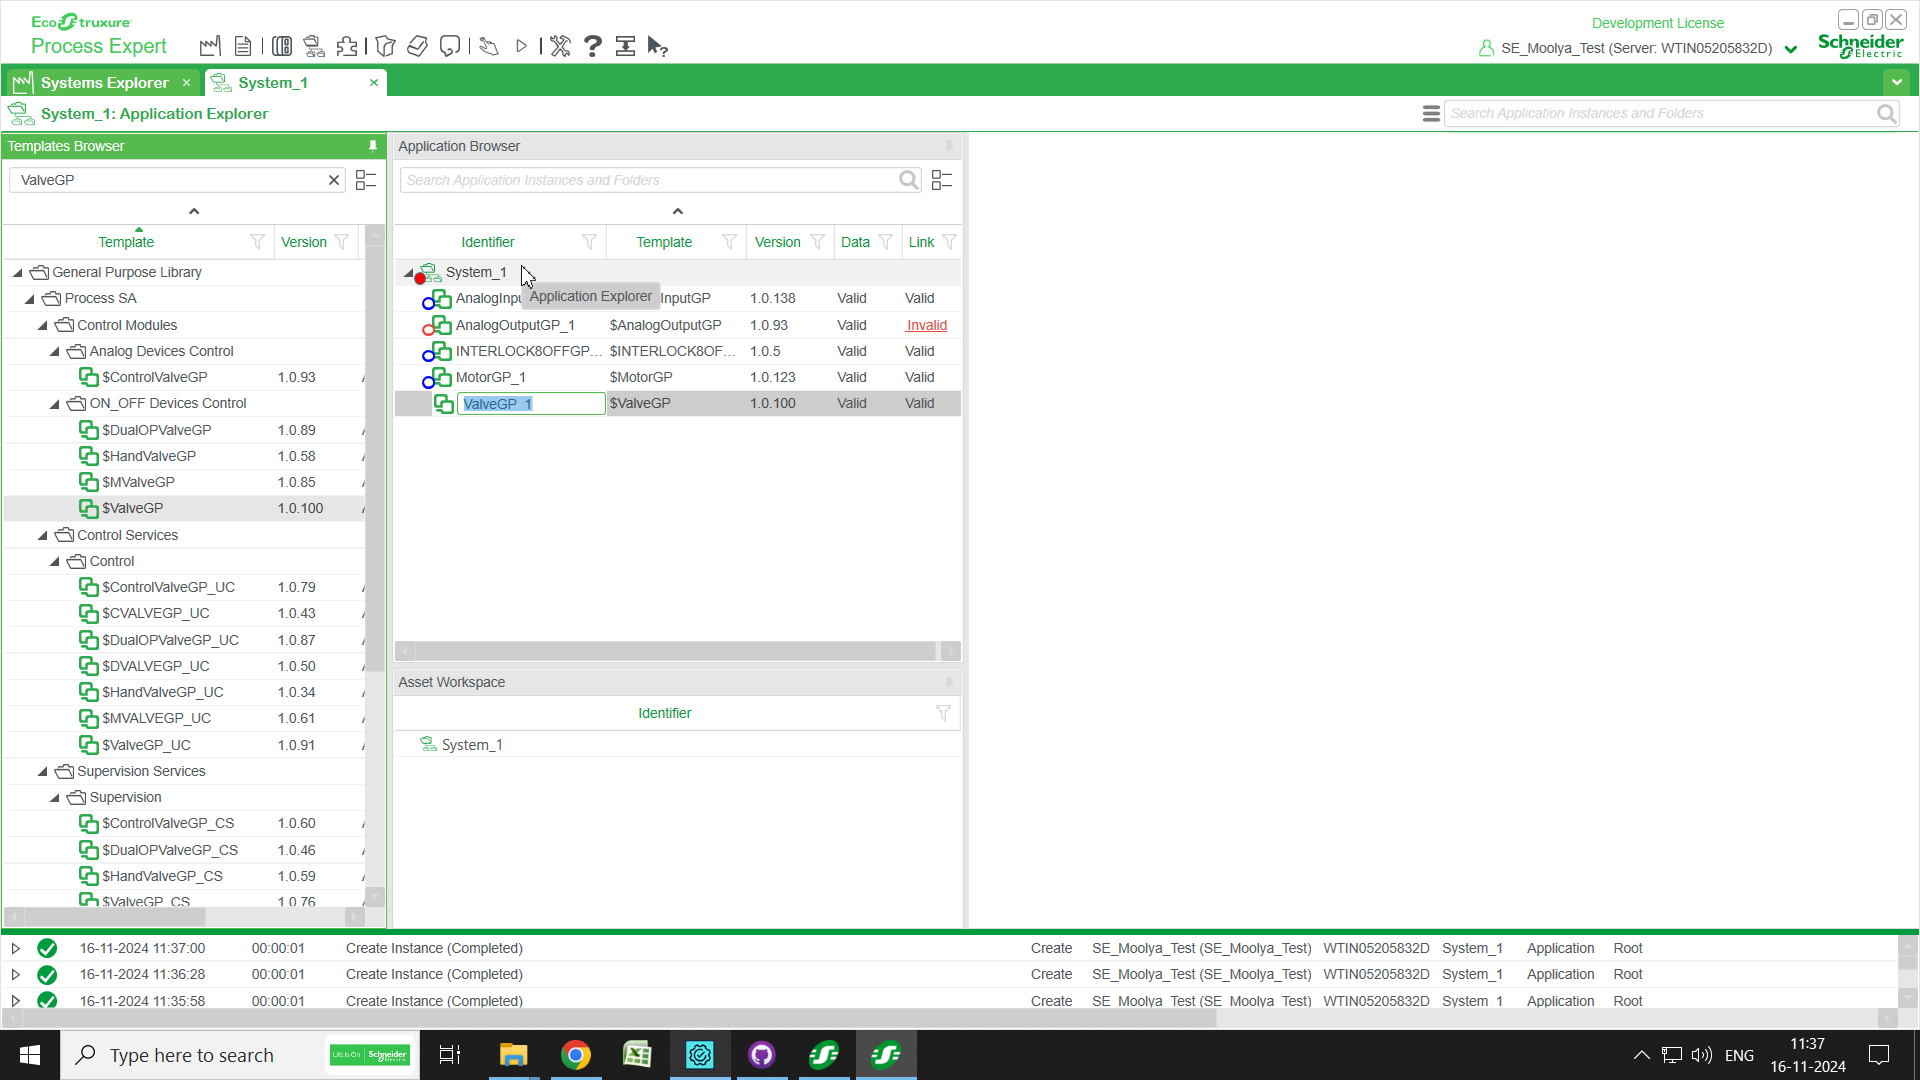 EcoStruxure
Process Expert
Development License
SE_Moolya_Test (Server: WTIN05205832D)
Schneider
Electric
Systems Explorer
System_1
System_1: Application Explorer
Search Application Instances and Folders
Templates Browser
ValveGP
Template Version
General Purpose Library
Process SA
Control Modules
Analog Devices Control
$ControlValveGP 1.0.93
ON_OFF Devices Control
$DualOPValveGP 1.0.89
$HandValveGP 1.0.58
$MValveGP 1.0.85
$ValveGP 1.0.100
Control Services
Control
$ControlValveGP_UC 1.0.79
$CVALVEGP_UC 1.0.43
$DualOPValveGP_UC 1.0.87
$DVALVEGP_UC 1.0.50
$HandValveGP_UC 1.0.34
$MVALVEGP_UC 1.0.61
$ValveGP_UC 1.0.91
Supervision Services
Supervision
$ControlValveGP_CS 1.0.60
$DualOPValveGP_CS 1.0.46
$HandValveGP_CS 1.0.59
$ValveGP_CS 1.0.76
Application Browser
Search Application Instances and Folders
Identifier Template Version Data Link
System_1
AnalogInpu InputGP 1.0.138 Valid Valid
Application Explorer
AnalogOutputGP_1 $AnalogOutputGP 1.0.93 Valid Invalid
INTERLOCK8OFFGP... $INTERLOCK8OF... 1.0.5 Valid Valid
MotorGP_1 $MotorGP 1.0.123 Valid Valid
ValveGP_1 $ValveGP 1.0.100 Valid Valid
Asset Workspace
Identifier
System_1
16-11-2024 11:37:00 00:00:01 Create Instance (Completed) Create SE_Moolya_Test (SE_Moolya_Test) WTIN05205832D System_1 Application Root
16-11-2024 11:36:28 00:00:01 Create Instance (Completed) Create SE_Moolya_Test (SE_Moolya_Test) WTIN05205832D System_1 Application Root
16-11-2024 11:35:58 00:00:01 Create Instance (Completed) Create SE_Moolya_Test (SE_Moolya_Test) WTIN05205832D System_1 Application Root
Type here to search
Life Is On Schneider Electric
ENG
11:37
16-11-2024